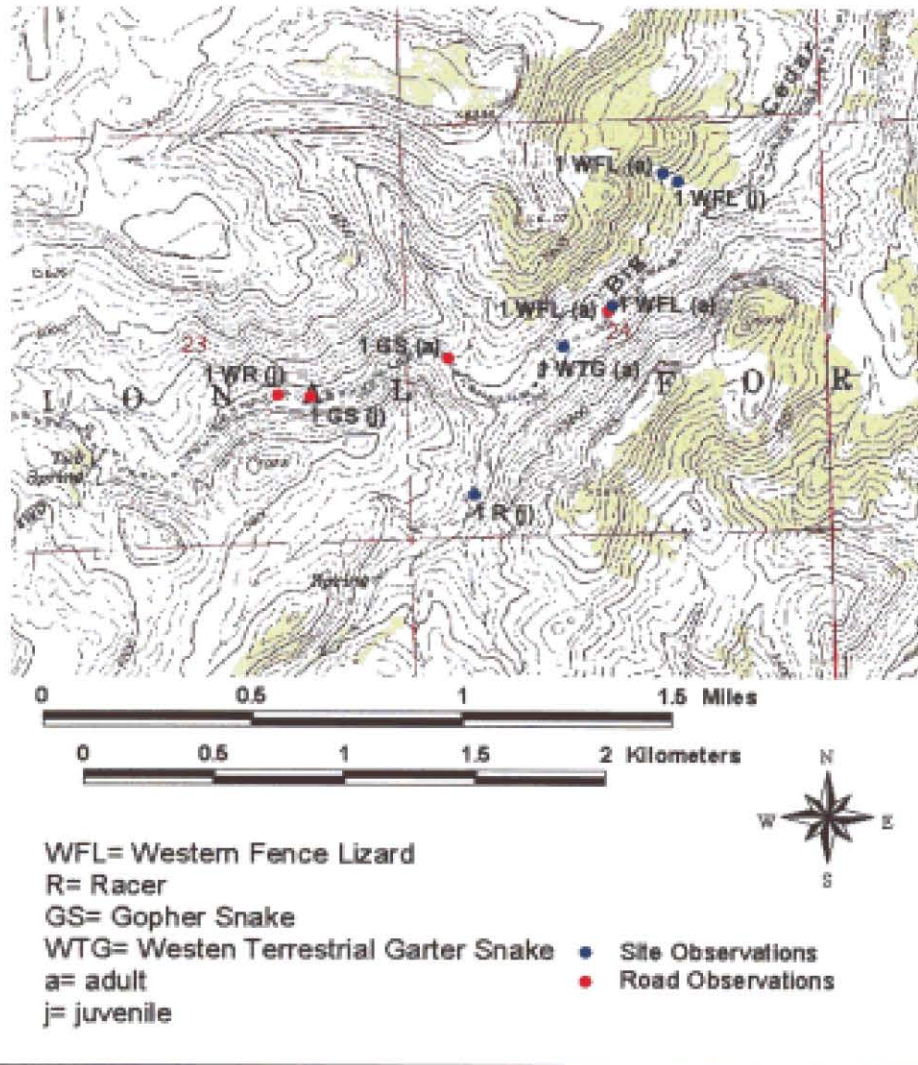 Cedar
1 WFL (a)
1 WFL (j)
Big
1 WFL (a)
1 WFL (a)
24
23
1 GS (a)
1 WTG (a)
1 WR (j)
I O N A L F O R
1 GS (j)
1 R (j)
Spring
0 0.5 1 1.5 Miles
0 0.5 1 1.5 2 Kilometers
N
W E
S
WFL= Western Fence Lizard
R= Racer
GS= Gopher Snake
WTG= Westen Terrestrial Garter Snake
a= adult
j= juvenile
Site Observations
Road Observations